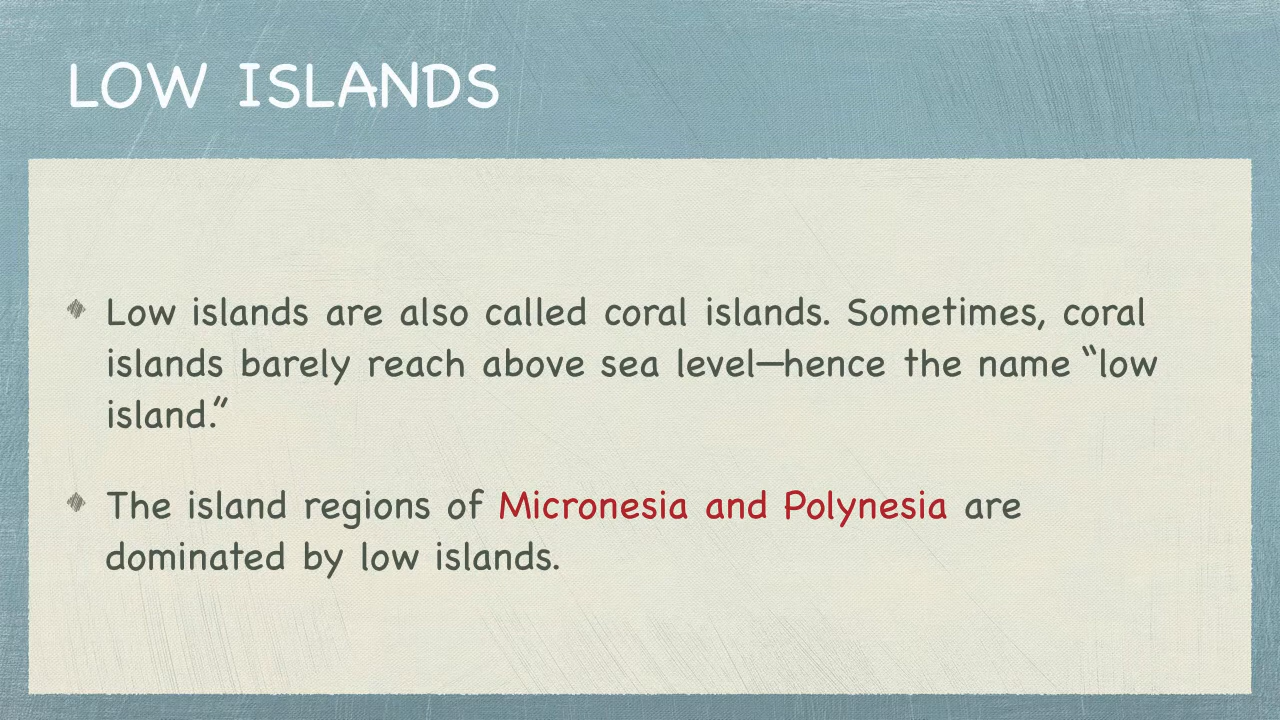 LOW ISLANDS
Low islands are also called coral islands. Sometimes, coral
islands barely reach above sea level—hence the name “low
island.”
The island regions of Micronesia and Polynesia are
dominated by low islands.